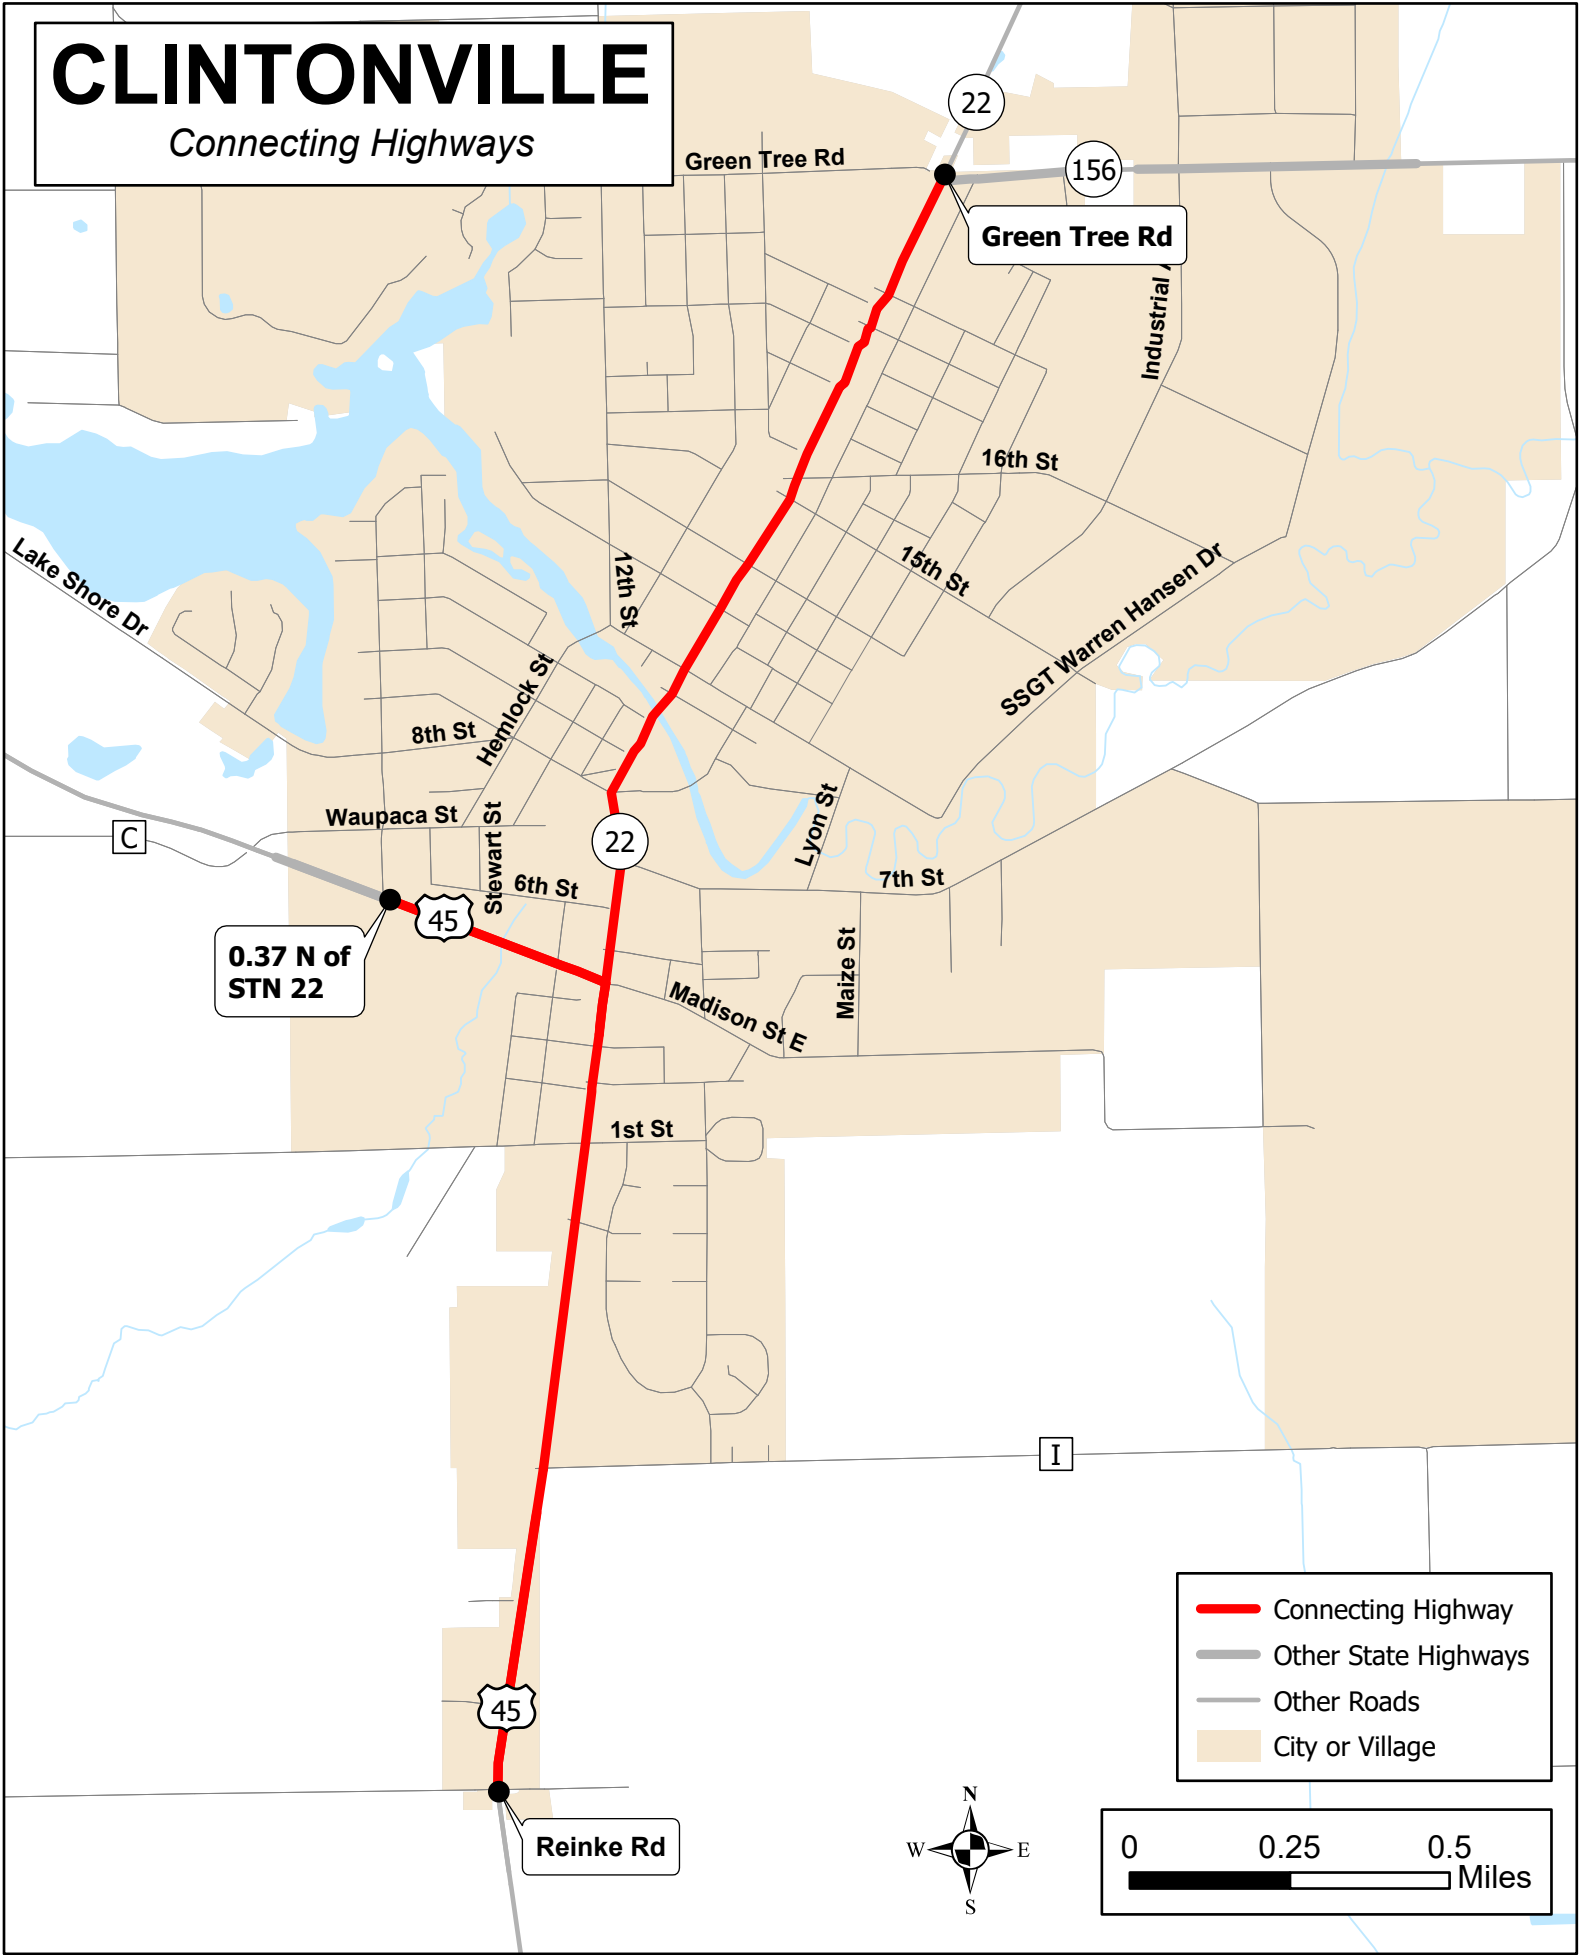 CLINTONVILLE
Connecting Highways
22
Green Tree Rd
156
Green Tree Rd
Industrial
16th St
15th St
12th St
Lake Shore Dr
SSGT Warren Hansen Dr
Hemlock St
8th St
Waupaca St
C
Stewart St
22
Lyon St
7th St
6th St
45
0.37 N of
STN 22
Maize St
Madison St E
1st St
I
45
Reinke Rd
Connecting Highway
Other State Highways
Other Roads
City or Village
N
W
E
S
0
0.25
0.5
Miles